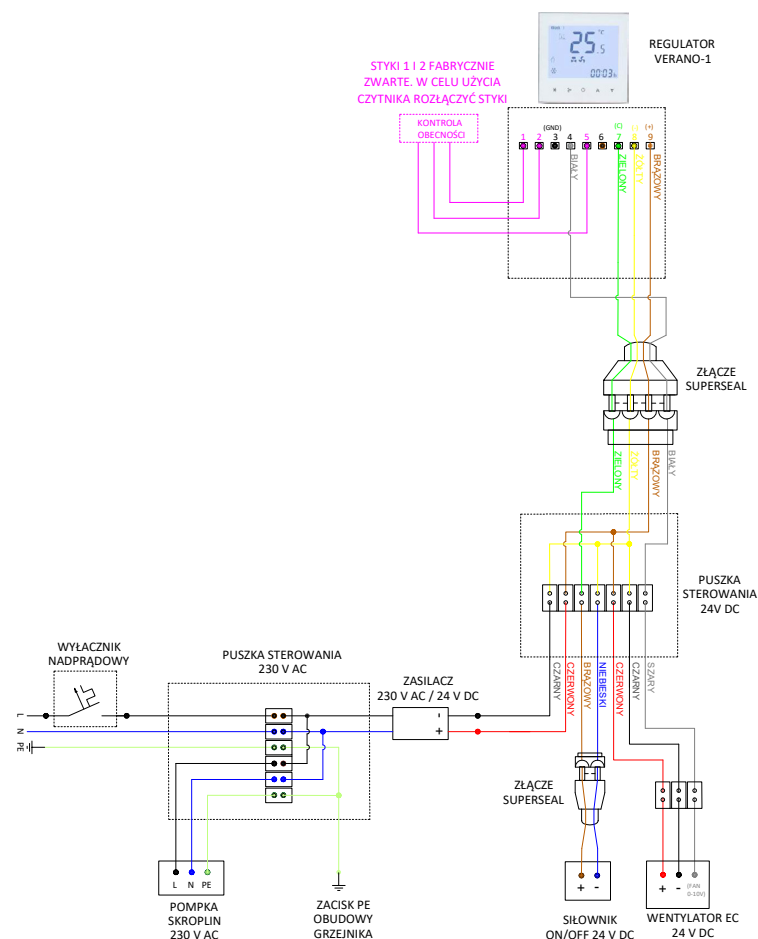 REGULATOR
VERANO-1
25.5
°C
00:03
STYKI 1 I 2 FABRYCZNIE
ZWARTE. W CELU UŻYCIA
CZYTNIKA ROZŁĄCZYĆ STYKI
KONTROLA
OBECNOŚCI
(GND) (C) (+)
1 2 3 4 5 6 7 8 9
BIAŁY
ZIELONY
ŻÓŁTY
BRĄZOWY
ZŁĄCZE
SUPERSEAL
ZIELONY
ŻÓŁTY
BRĄZOWY
BIAŁY
PUSZKA
STEROWANIA
24V DC
WYŁACZNIK
NADPRĄDOWY
PUSZKA STEROWANIA
230 V AC
ZASILACZ
230 V AC / 24 V DC
CZARNY
CZERWONY
BRĄZOWY
NIEBIESKI
CZERWONY
CZARNY
SZARY
L
N
PE
-
+
ZŁĄCZE
SUPERSEAL
L N PE
POMPKA
SKROPLIN
230 V AC
ZACISK PE
OBUDOWY
GRZEJNIKA
+ -
SIŁOWNIK
ON/OFF 24 V DC
+ - (FAN
0-10V)
WENTYLATOR EC
24 V DC